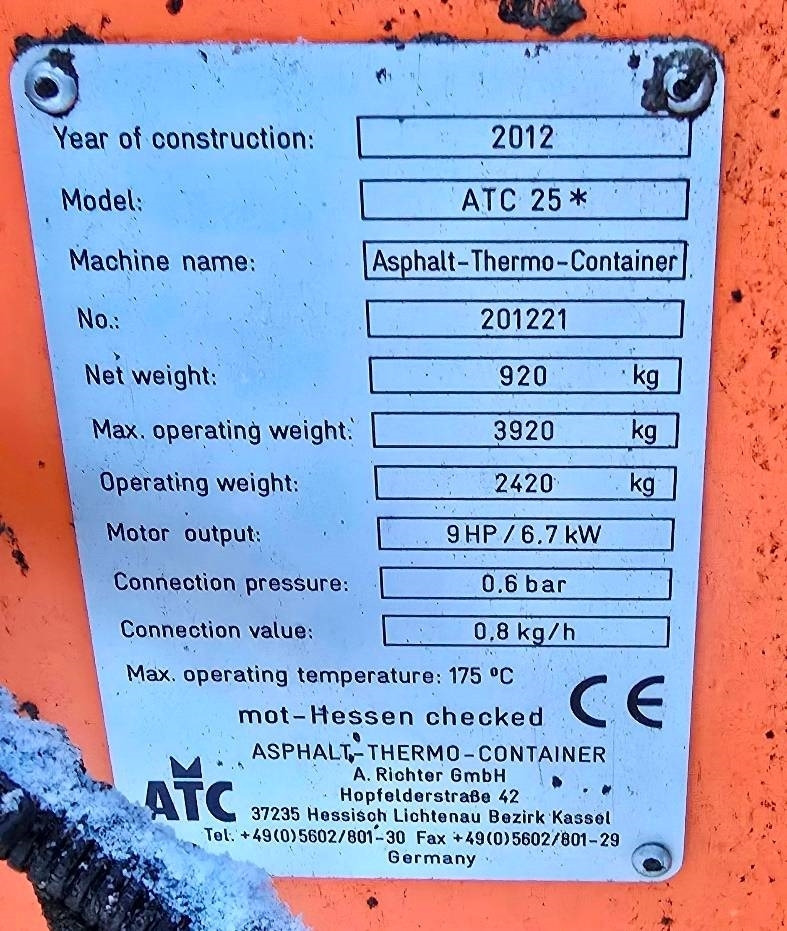 Year of construction: 2012
Model: ATC 25*
Machine name: Asphalt-Thermo-Container
No.: 201221
Net weight: 920 kg
Max. operating weight: 3920 kg
Operating weight: 2420 kg
Motor output: 9HP/6.7kW
Connection pressure: 0.6 bar
Connection value: 0,8 kg/h
Max. operating temperature: 175 ºC
CE
mot-Hessen checked
ASPHALT-THERMO-CONTAINER
A. Richter GmbH
ATC
Hopfelderstraße 42
37235 Hessisch Lichtenau Bezirk Kassel
Tel. +49(0)5602/801-30 Fax +49(0)5602/801-29
Germany